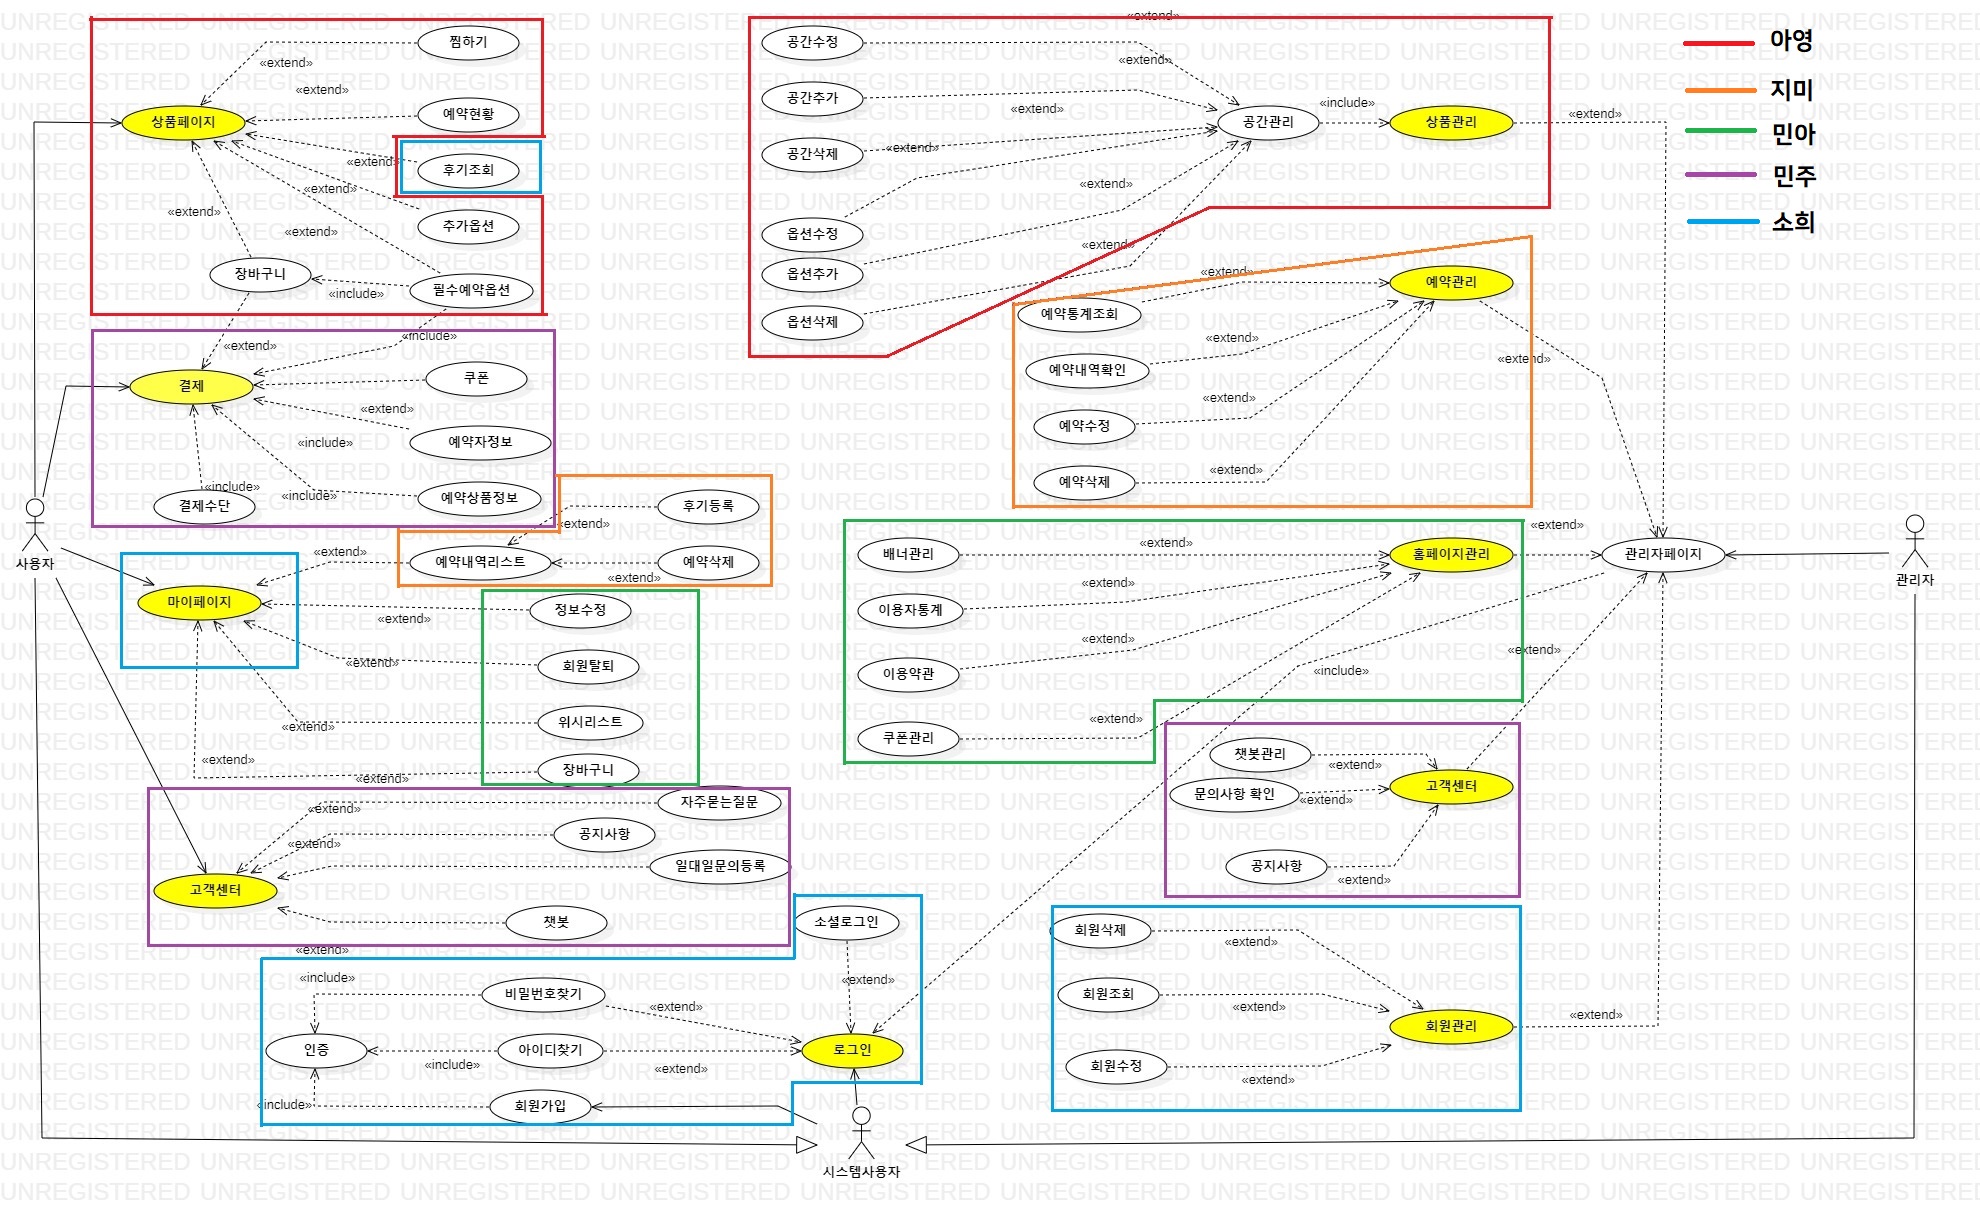 아영
지미
민아
민주
소희
찜하기
«extend»
«extend»
상품페이지
예약현황
«extend»
후기조회
«extend»
«extend»
추가옵션
«extend»
장바구니
«include»
필수예약옵션
«extend»
«include»
결제
쿠폰
«extend»
«include»
예약자정보
«include»
«include»
결제수단
예약상품정보
사용자
«extend»
후기등록
«extend»
예약내역리스트
예약삭제
«extend»
마이페이지
정보수정
«extend»
«extend»
회원탈퇴
«extend»
위시리스트
«extend»
«extend»
장바구니
«extend»
자주묻는질문
«extend»
공지사항
고객센터
일대일문의등록
챗봇
«extend»
소셜로그인
«extend»
«include»
비밀번호찾기
«extend»
인증
«include»
아이디찾기
«extend»
로그인
«include»
회원가입
시스템사용자
«extend»
공간수정
«extend»
공간추가
«extend»
공간관리
«include»
상품관리
«extend»
공간삭제
«extend»
«extend»
옵션수정
«extend»
옵션추가
옵션삭제
«extend»
예약관리
예약통계조회
«extend»
«extend»
예약내역확인
«extend»
예약수정
«extend»
예약삭제
배너관리
«extend»
홈페이지관리
«extend»
관리자페이지
관리자
«extend»
이용자통계
«extend»
이용약관
«include»
«extend»
«extend»
쿠폰관리
챗봇관리
«extend»
고객센터
문의사항 확인
«extend»
공지사항
«extend»
회원삭제
«extend»
회원조회
«extend»
회원관리
«extend»
회원수정
«extend»
UNREGISTERED